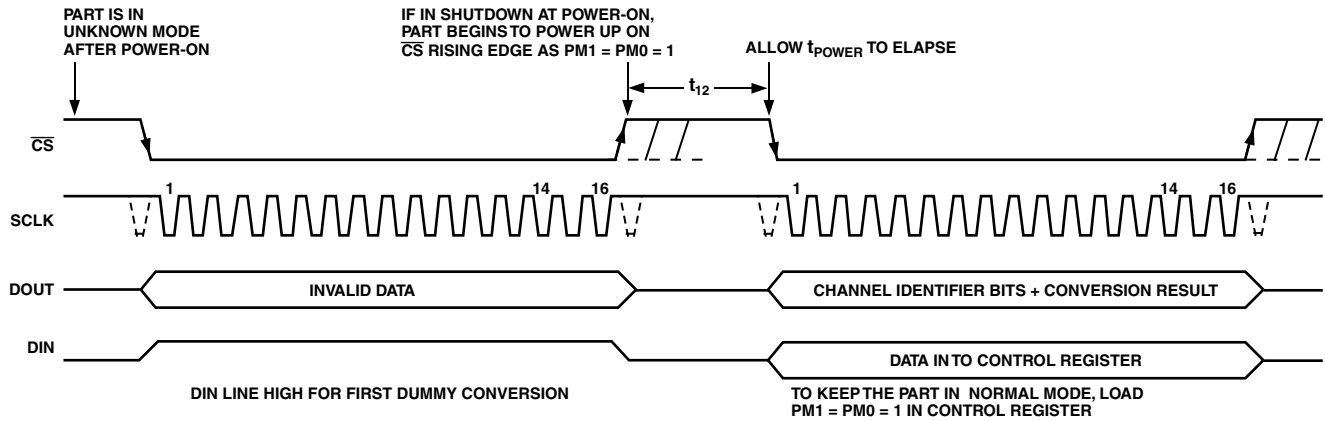 PART IS IN
UNKNOWN MODE
AFTER POWER-ON
IF IN SHUTDOWN AT POWER-ON,
PART BEGINS TO POWER UP ON
CS RISING EDGE AS PM1 = PM0 = 1
ALLOW tPOWER TO ELAPSE
t12
CS
1
14
16
1
14
16
SCLK
DOUT
INVALID DATA
CHANNEL IDENTIFIER BITS + CONVERSION RESULT
DIN
DATA IN TO CONTROL REGISTER
DIN LINE HIGH FOR FIRST DUMMY CONVERSION
TO KEEP THE PART IN NORMAL MODE, LOAD
PM1 = PM0 = 1 IN CONTROL REGISTER